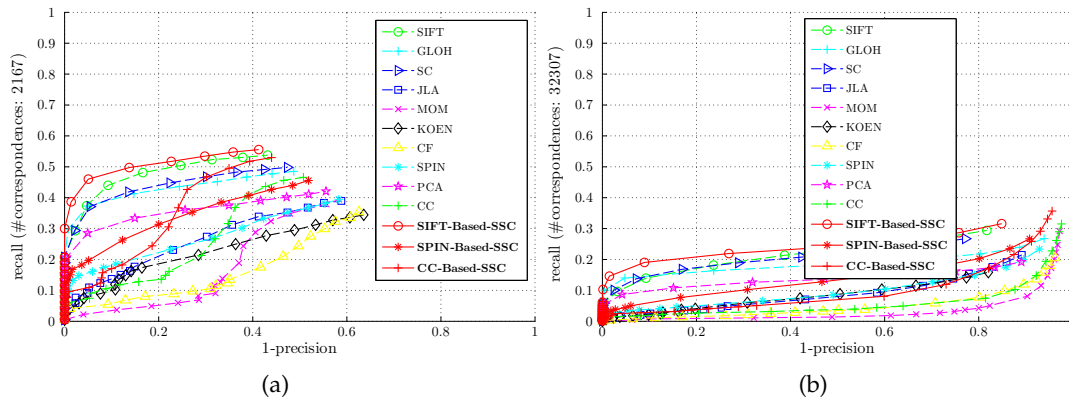 1
0.9
0.8
0.7
0.6
0.5
0.4
0.3
0.2
0.1
0
0 0.2 0.4 0.6 0.8 1
recall (#correspondences: 2167)
1-precision
SIFT
GLOH
SC
JLA
MOM
KOEN
CF
SPIN
PCA
CC
SIFT-Based-SSC
SPIN-Based-SSC
CC-Based-SSC
(a)
1
0.9
0.8
0.7
0.6
0.5
0.4
0.3
0.2
0.1
0
0 0.2 0.4 0.6 0.8 1
recall (#correspondences: 32307)
1-precision
SIFT
GLOH
SC
JLA
MOM
KOEN
CF
SPIN
PCA
CC
SIFT-Based-SSC
SPIN-Based-SSC
CC-Based-SSC
(b)